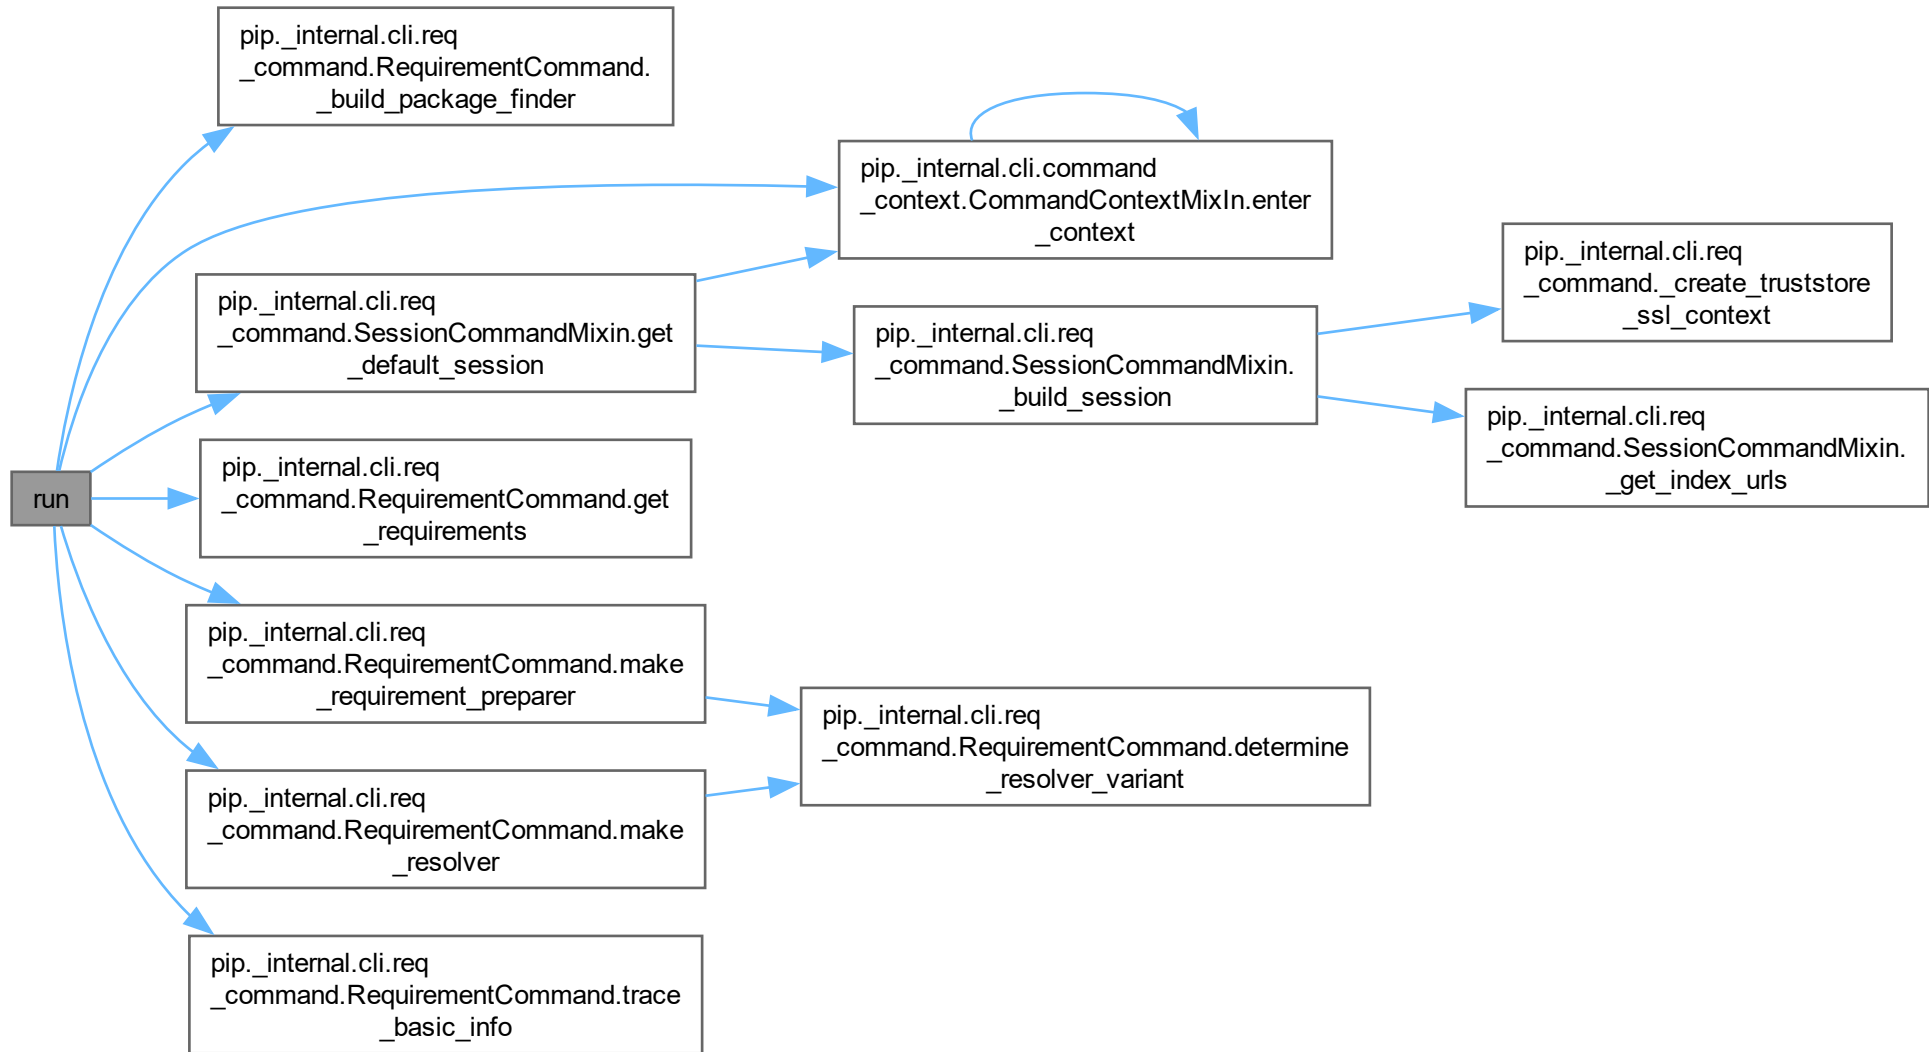 pip._internal.cli.req
_command.RequirementCommand.
_build_package_finder
pip._internal.cli.command
_context.CommandContextMixIn.enter
_context
pip._internal.cli.req
_command._create_truststore
_ssl_context
pip._internal.cli.req
_command.SessionCommandMixin.get
_default_session
pip._internal.cli.req
_command.SessionCommandMixin.
_build_session
pip._internal.cli.req
_command.SessionCommandMixin.
_get_index_urls
run
pip._internal.cli.req
_command.RequirementCommand.get
_requirements
pip._internal.cli.req
_command.RequirementCommand.make
_requirement_preparer
pip._internal.cli.req
_command.RequirementCommand.determine
_resolver_variant
pip._internal.cli.req
_command.RequirementCommand.make
_resolver
pip._internal.cli.req
_command.RequirementCommand.trace
_basic_info